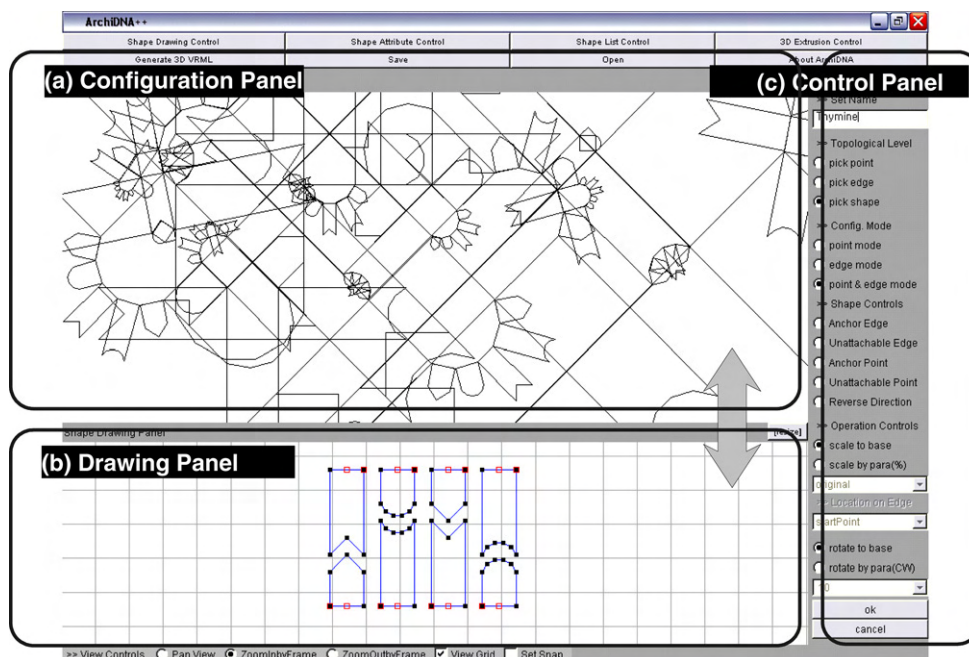 ArchiDNA++
Shape Drawing Control
Shape Attribute Control
Shape List Control
3D Extrusion Control
Generate 3D VRML
Save
Open
About ArchiDNA
(a) Configuration Panel
(c) Control Panel
>> Set Name
Thymine
>> Topological Level
pick point
pick edge
pick shape
>> Config. Mode
point mode
edge mode
point & edge mode
>> Shape Controls
Anchor Edge
Unattachable Edge
Anchor Point
Unattachable Point
Reverse Direction
>> Operation Controls
scale to base
scale by para(%)
original
>> Location on Edge
startPoint
rotate to base
rotate by para(CW)
ok
cancel
Shape Drawing Panel
[resize]
(b) Drawing Panel
>> View Controls Pan View ZoomInbyFrame ZoomOutbyFrame View Grid Set Snap